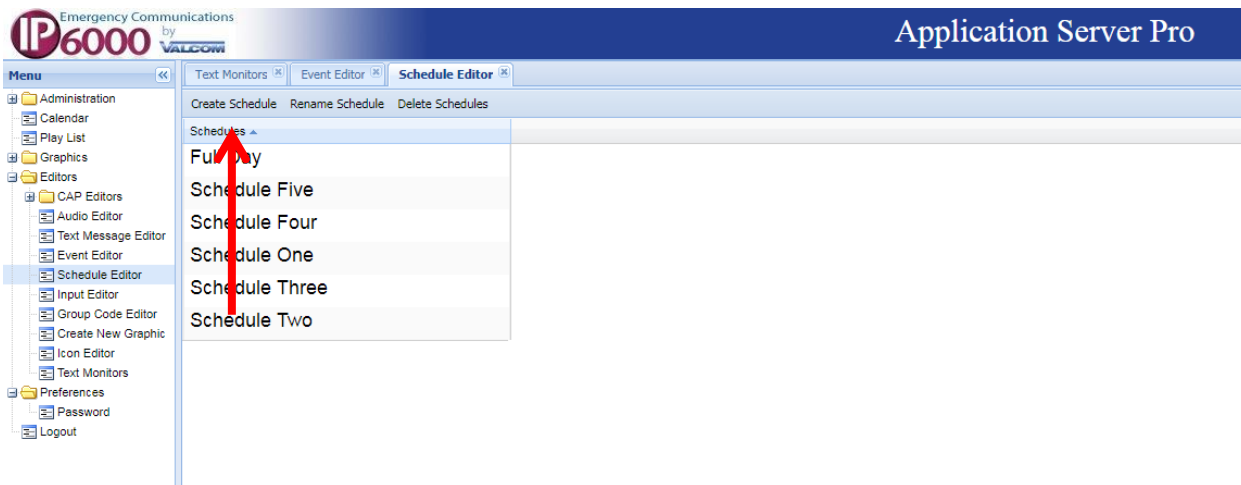 Emergency Communications
IP6000 by
VALCOM
Application Server Pro
Menu
Administration
Calendar
Play List
Graphics
Editors
CAP Editors
Audio Editor
Text Message Editor
Event Editor
Schedule Editor
Input Editor
Group Code Editor
Create New Graphic
Icon Editor
Text Monitors
Preferences
Password
Logout
Text Monitors Event Editor Schedule Editor
Create Schedule Rename Schedule Delete Schedules
Schedules
Full Day
Schedule Five
Schedule Four
Schedule One
Schedule Three
Schedule Two